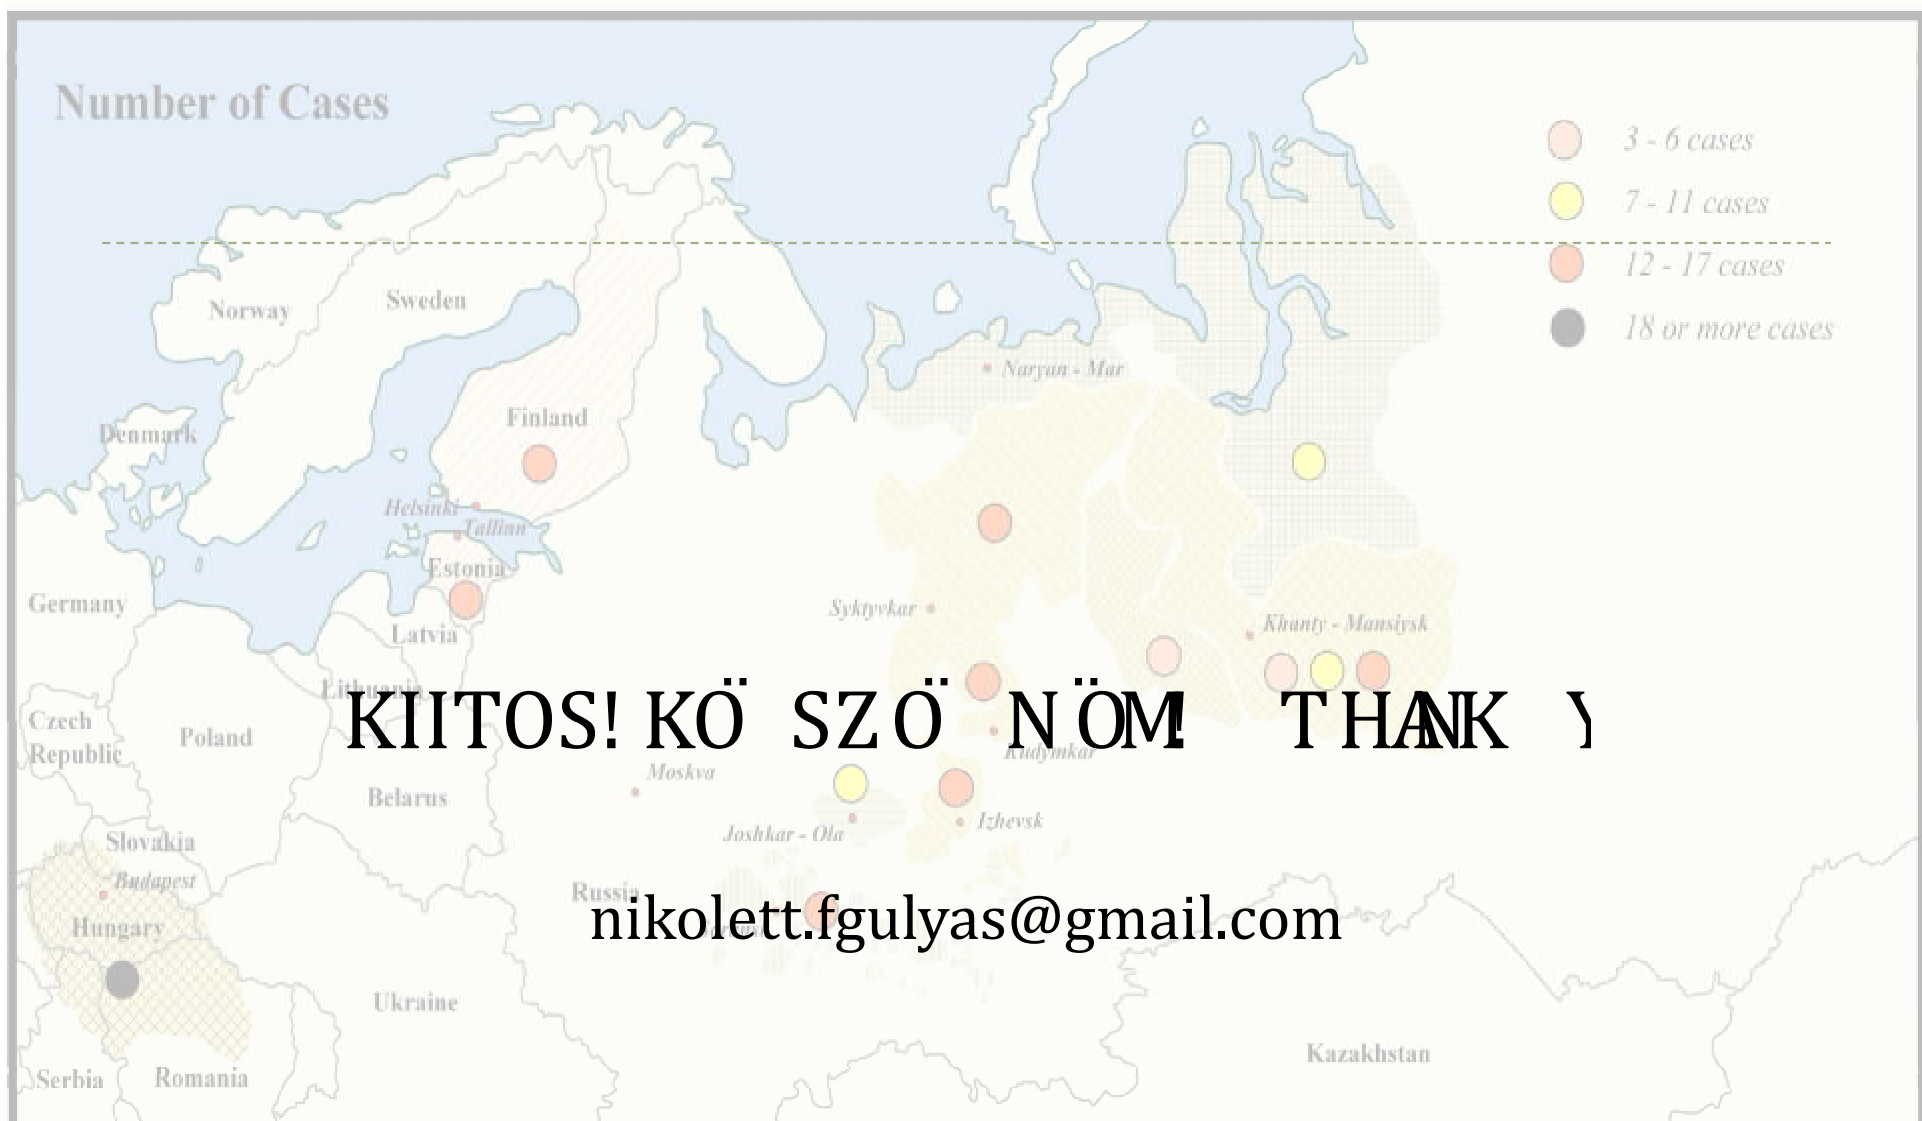 Number of Cases
3 - 6 cases
7 - 11 cases
12 - 17 cases
18 or more cases
Norway
Sweden
Naryan - Mar
Finland
Denmark
Helsinki
Tallinn
Estonia
Germany
Syktyvkar
Khanty - Mansiysk
Latvia
Lithuania
KIITOS! KÖSZÖNÖM! THANK Y
Czech
Republic
Poland
Kudymkar
Moskva
Belarus
Izhevsk
Joshkar - Ola
Slovakia
Budapest
Russia
nikolett.fgulyas@gmail.com
Hungary
Ukraine
Kazakhstan
Serbia
Romania